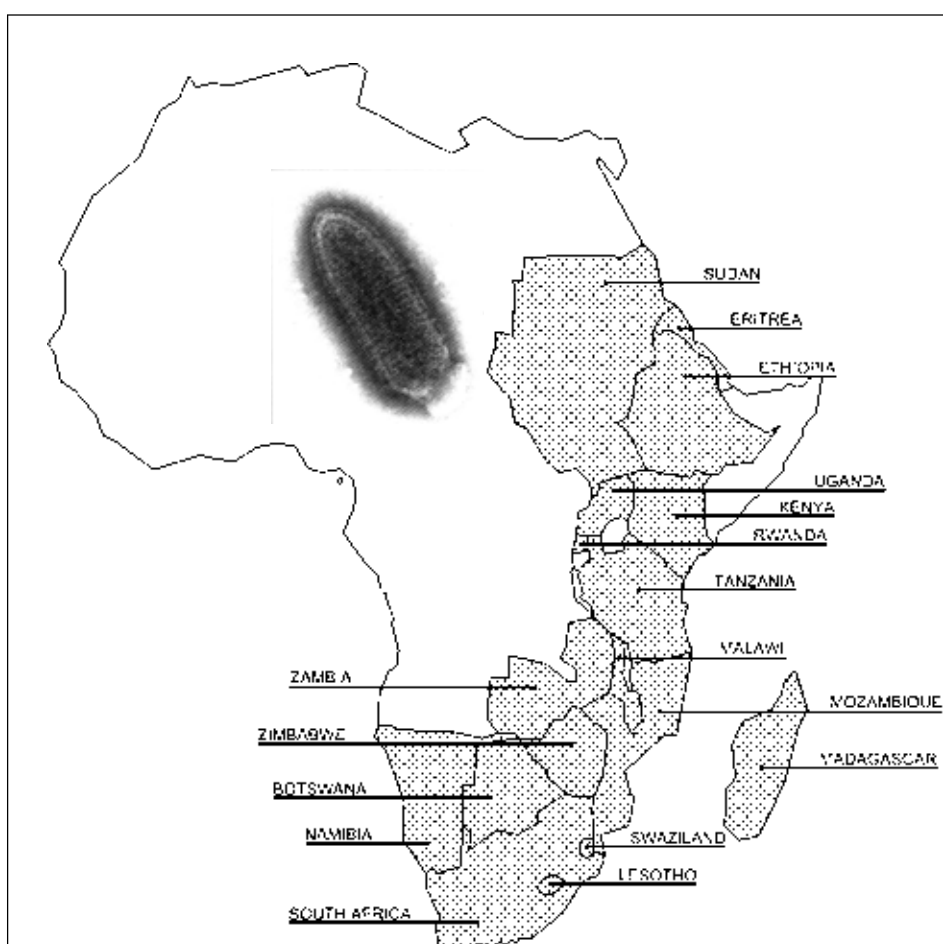 SUDAN
ERITREA
ETHIOPIA
UGANDA
KENYA
RWANDA
TANZANIA
MALAWI
ZAMBIA
MOZAMBIQUE
ZIMBABWE
MADAGASCAR
BOTSWANA
NAMIBIA
SWAZILAND
LESOTHO
SOUTH AFRICA